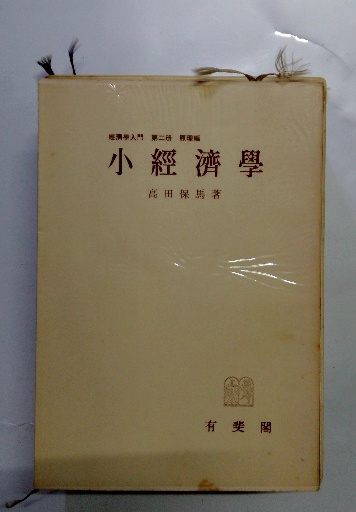 經濟學入門 第二册 原理編
小經濟學
高田保馬著
有斐閣